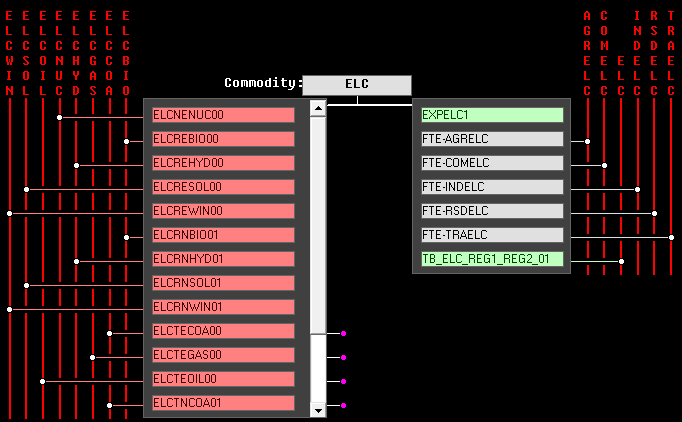 ELCWIN
ELCSOL
ELCOIL
ELCNUC
ELCHYD
ELCGAS
ELCCOA
ELCBIO
Commodity: ELC
ELCNENUC00
ELCREBIO00
ELCREHYD00
ELCRESOL00
ELCREWIN00
ELCRNBIO01
ELCRNHYD01
ELCRNSOL01
ELCRNWIN01
ELCTECOA00
ELCTEGAS00
ELCTEOIL00
ELCTNCOA01
EXPELC1
FTE-AGRELC
FTE-COMELC
FTE-INDELC
FTE-RSDELC
FTE-TRAELC
TB_ELC_REG1_REG2_01
AGRELC
COMELC
ELC
INDELC
RSDELC
TRAELC